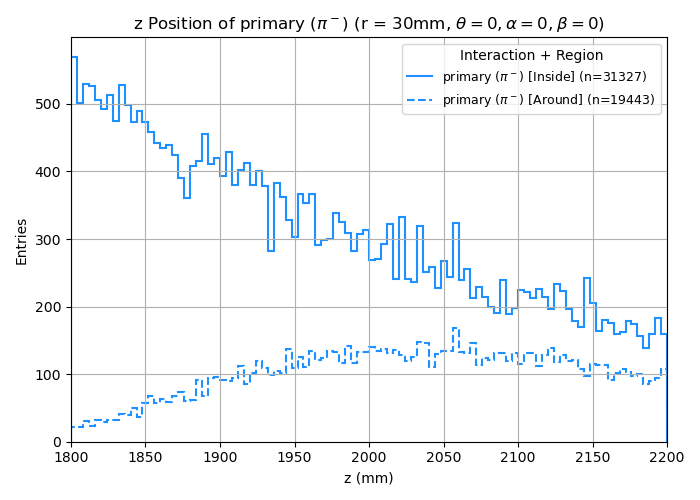 z Position of primary (π⁻) (r = 30mm, θ = 0, α = 0, β = 0)
Interaction + Region
primary (π⁻) [Inside] (n=31327)
primary (π⁻) [Around] (n=19443)
Entries
500
400
300
200
100
0
1800 1850 1900 1950 2000 2050 2100 2150 2200
z (mm)